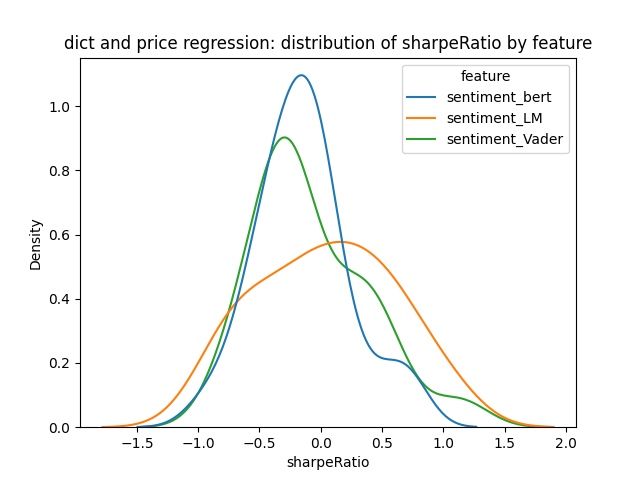 dict and price regression: distribution of sharpeRatio by feature
feature
sentiment_bert
sentiment_LM
sentiment_Vader
Density
1.0
0.8
0.6
0.4
0.2
0.0
−1.5 −1.0 −0.5 0.0 0.5 1.0 1.5 2.0
sharpeRatio